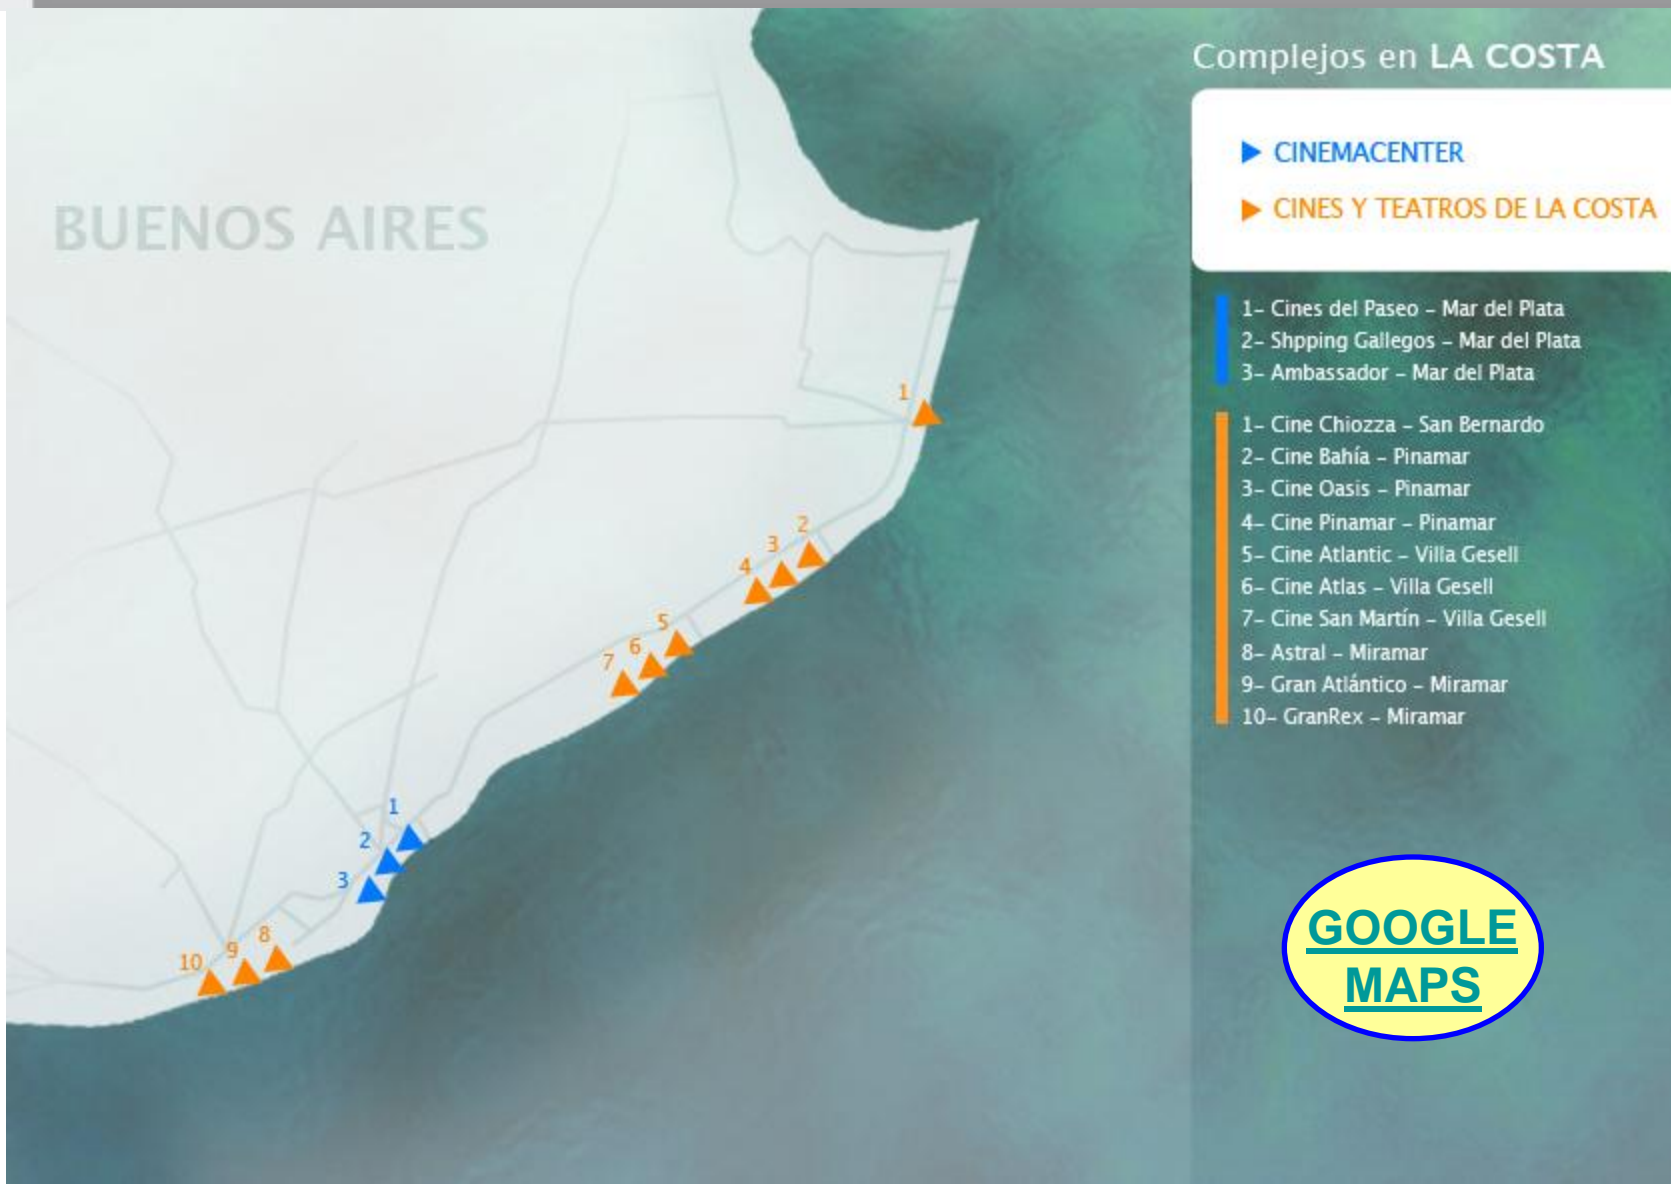 Complejos en LA COSTA
CINEMACENTER
CINES Y TEATROS DE LA COSTA
BUENOS AIRES
1- Cines del Paseo - Mar del Plata
2- Shpping Gallegos - Mar del Plata
3- Ambassador - Mar del Plata
1- Cine Chiozza - San Bernardo
2- Cine Bahía - Pinamar
3- Cine Oasis - Pinamar
4- Cine Pinamar - Pinamar
5- Cine Atlantic - Villa Gesell
6- Cine Atlas - Villa Gesell
7- Cine San Martín - Villa Gesell
8- Astral - Miramar
9- Gran Atlántico - Miramar
10- GranRex - Miramar
1
2
3
4
5
6
7
1
2
3
8
9
10
GOOGLE
MAPS